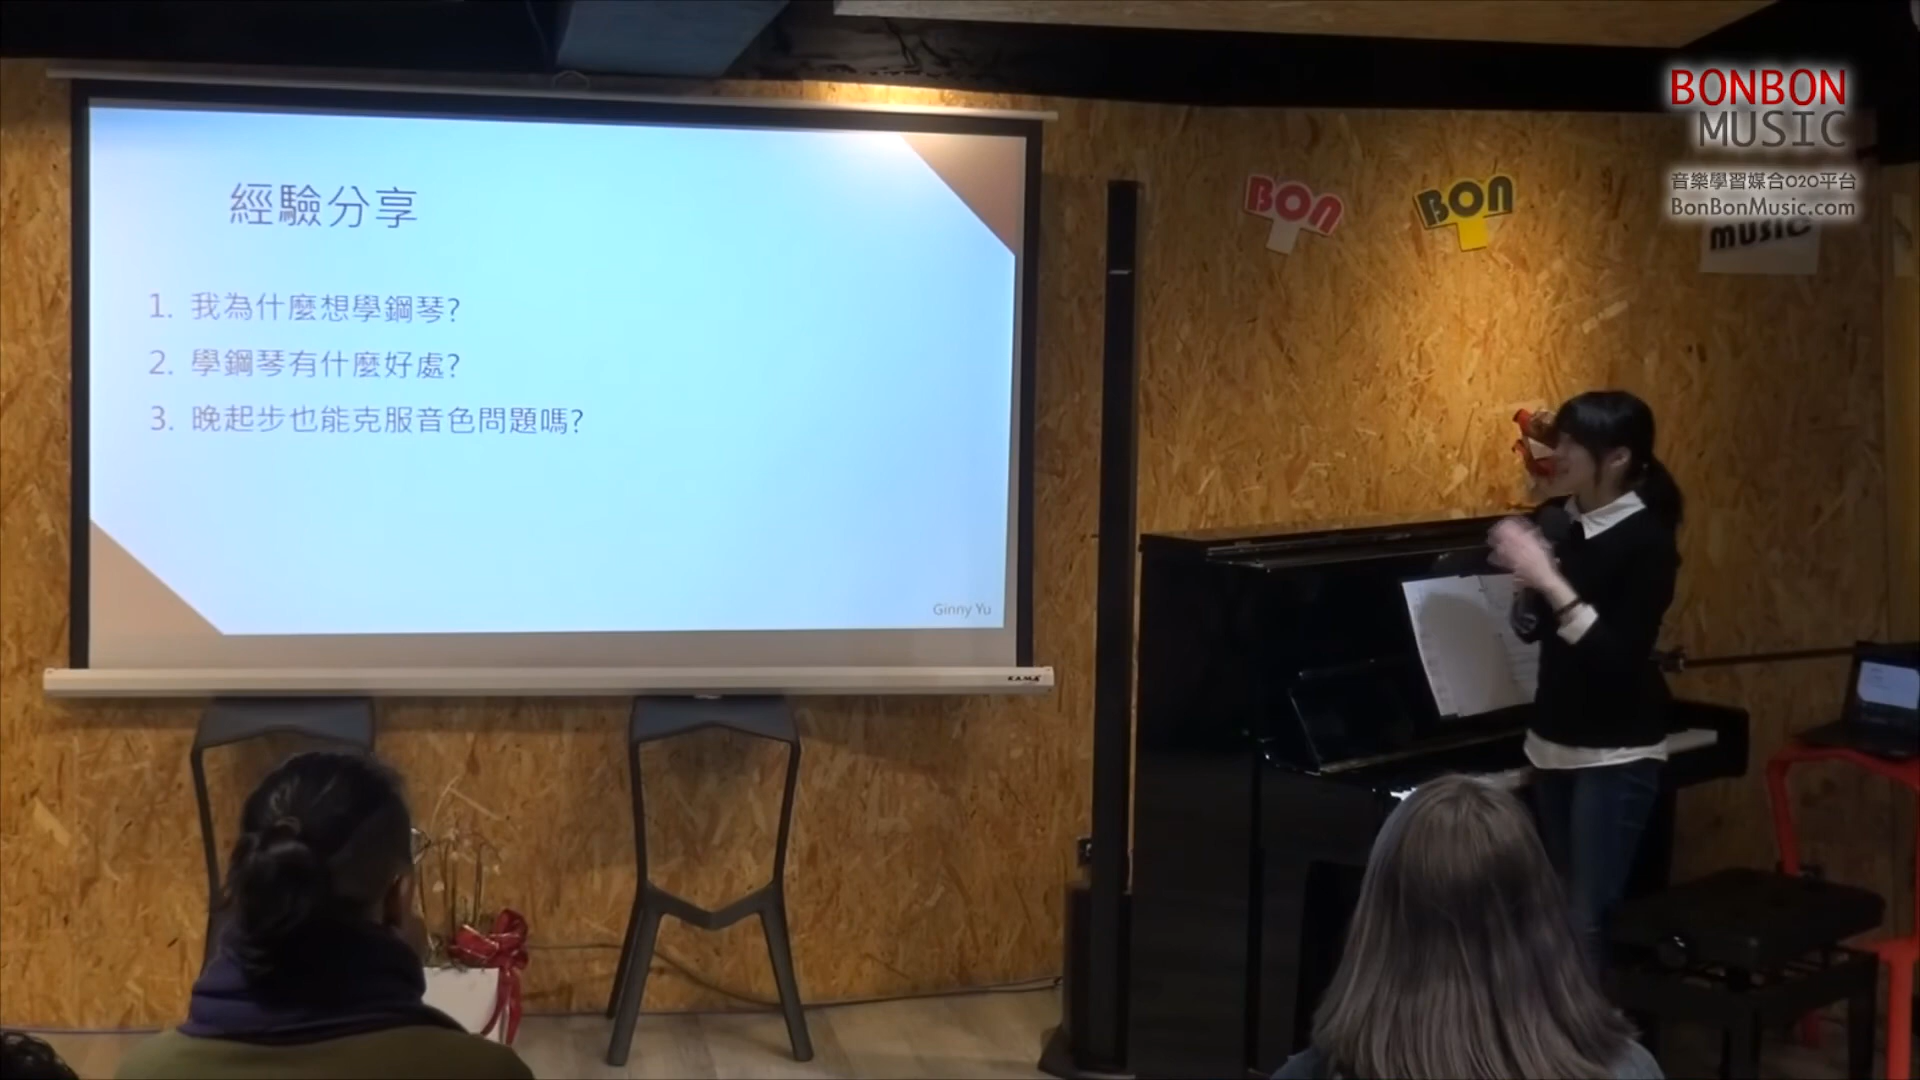 經驗分享
1. 我為什麼想學鋼琴?
2. 學鋼琴有什麼好處?
3. 晚起步也能克服音色問題嗎?
Ginny Yu
KAMA
BON
BON
MUSIC
BONBON
MUSIC
音樂學習媒合O2O平台
BonBonMusic.com